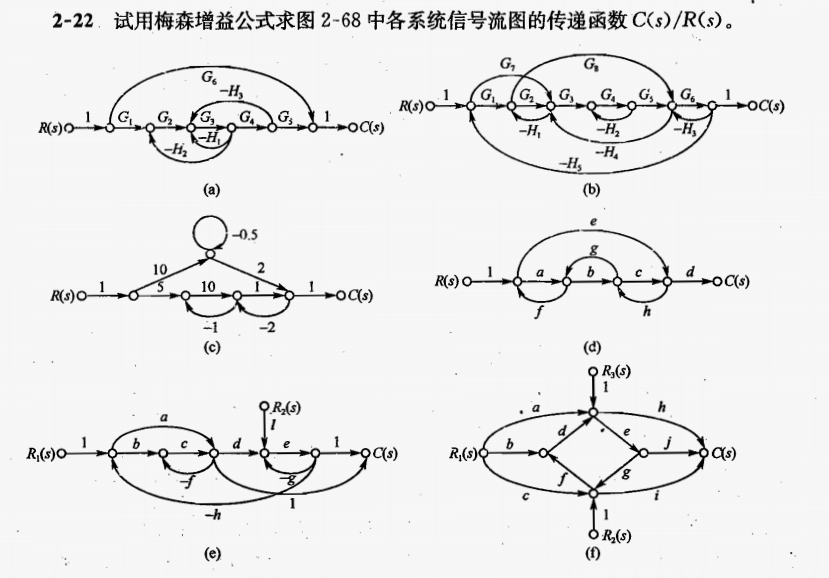 2-22 试用梅森增益公式求图 2-68 中各系统信号流图的传递函数 C(s)/R(s)。
G₆
-H₃
R(s) 1 G₁ G₂ G₃ G₄ G₅ 1 C(s)
-H₁
-H₂
(a)
G₇ G₈
R(s) 1 G₁ G₂ G₃ G₄ G₅ G₆ 1 C(s)
-H₁ -H₂ -H₃
-H₄
-H₅
(b)
-0.5
10 2
R(s) 1 5 10 1 1 C(s)
-1 -2
(c)
e
g
R(s) 1 a b c d C(s)
f h
(d)
R₂(s)
a l
R₁(s) 1 b c d e 1 C(s)
-f -g
-h 1
(e)
R₃(s)
1
a h
d e
R₁(s) b j C(s)
f g
c i
1
R₂(s)
(f)